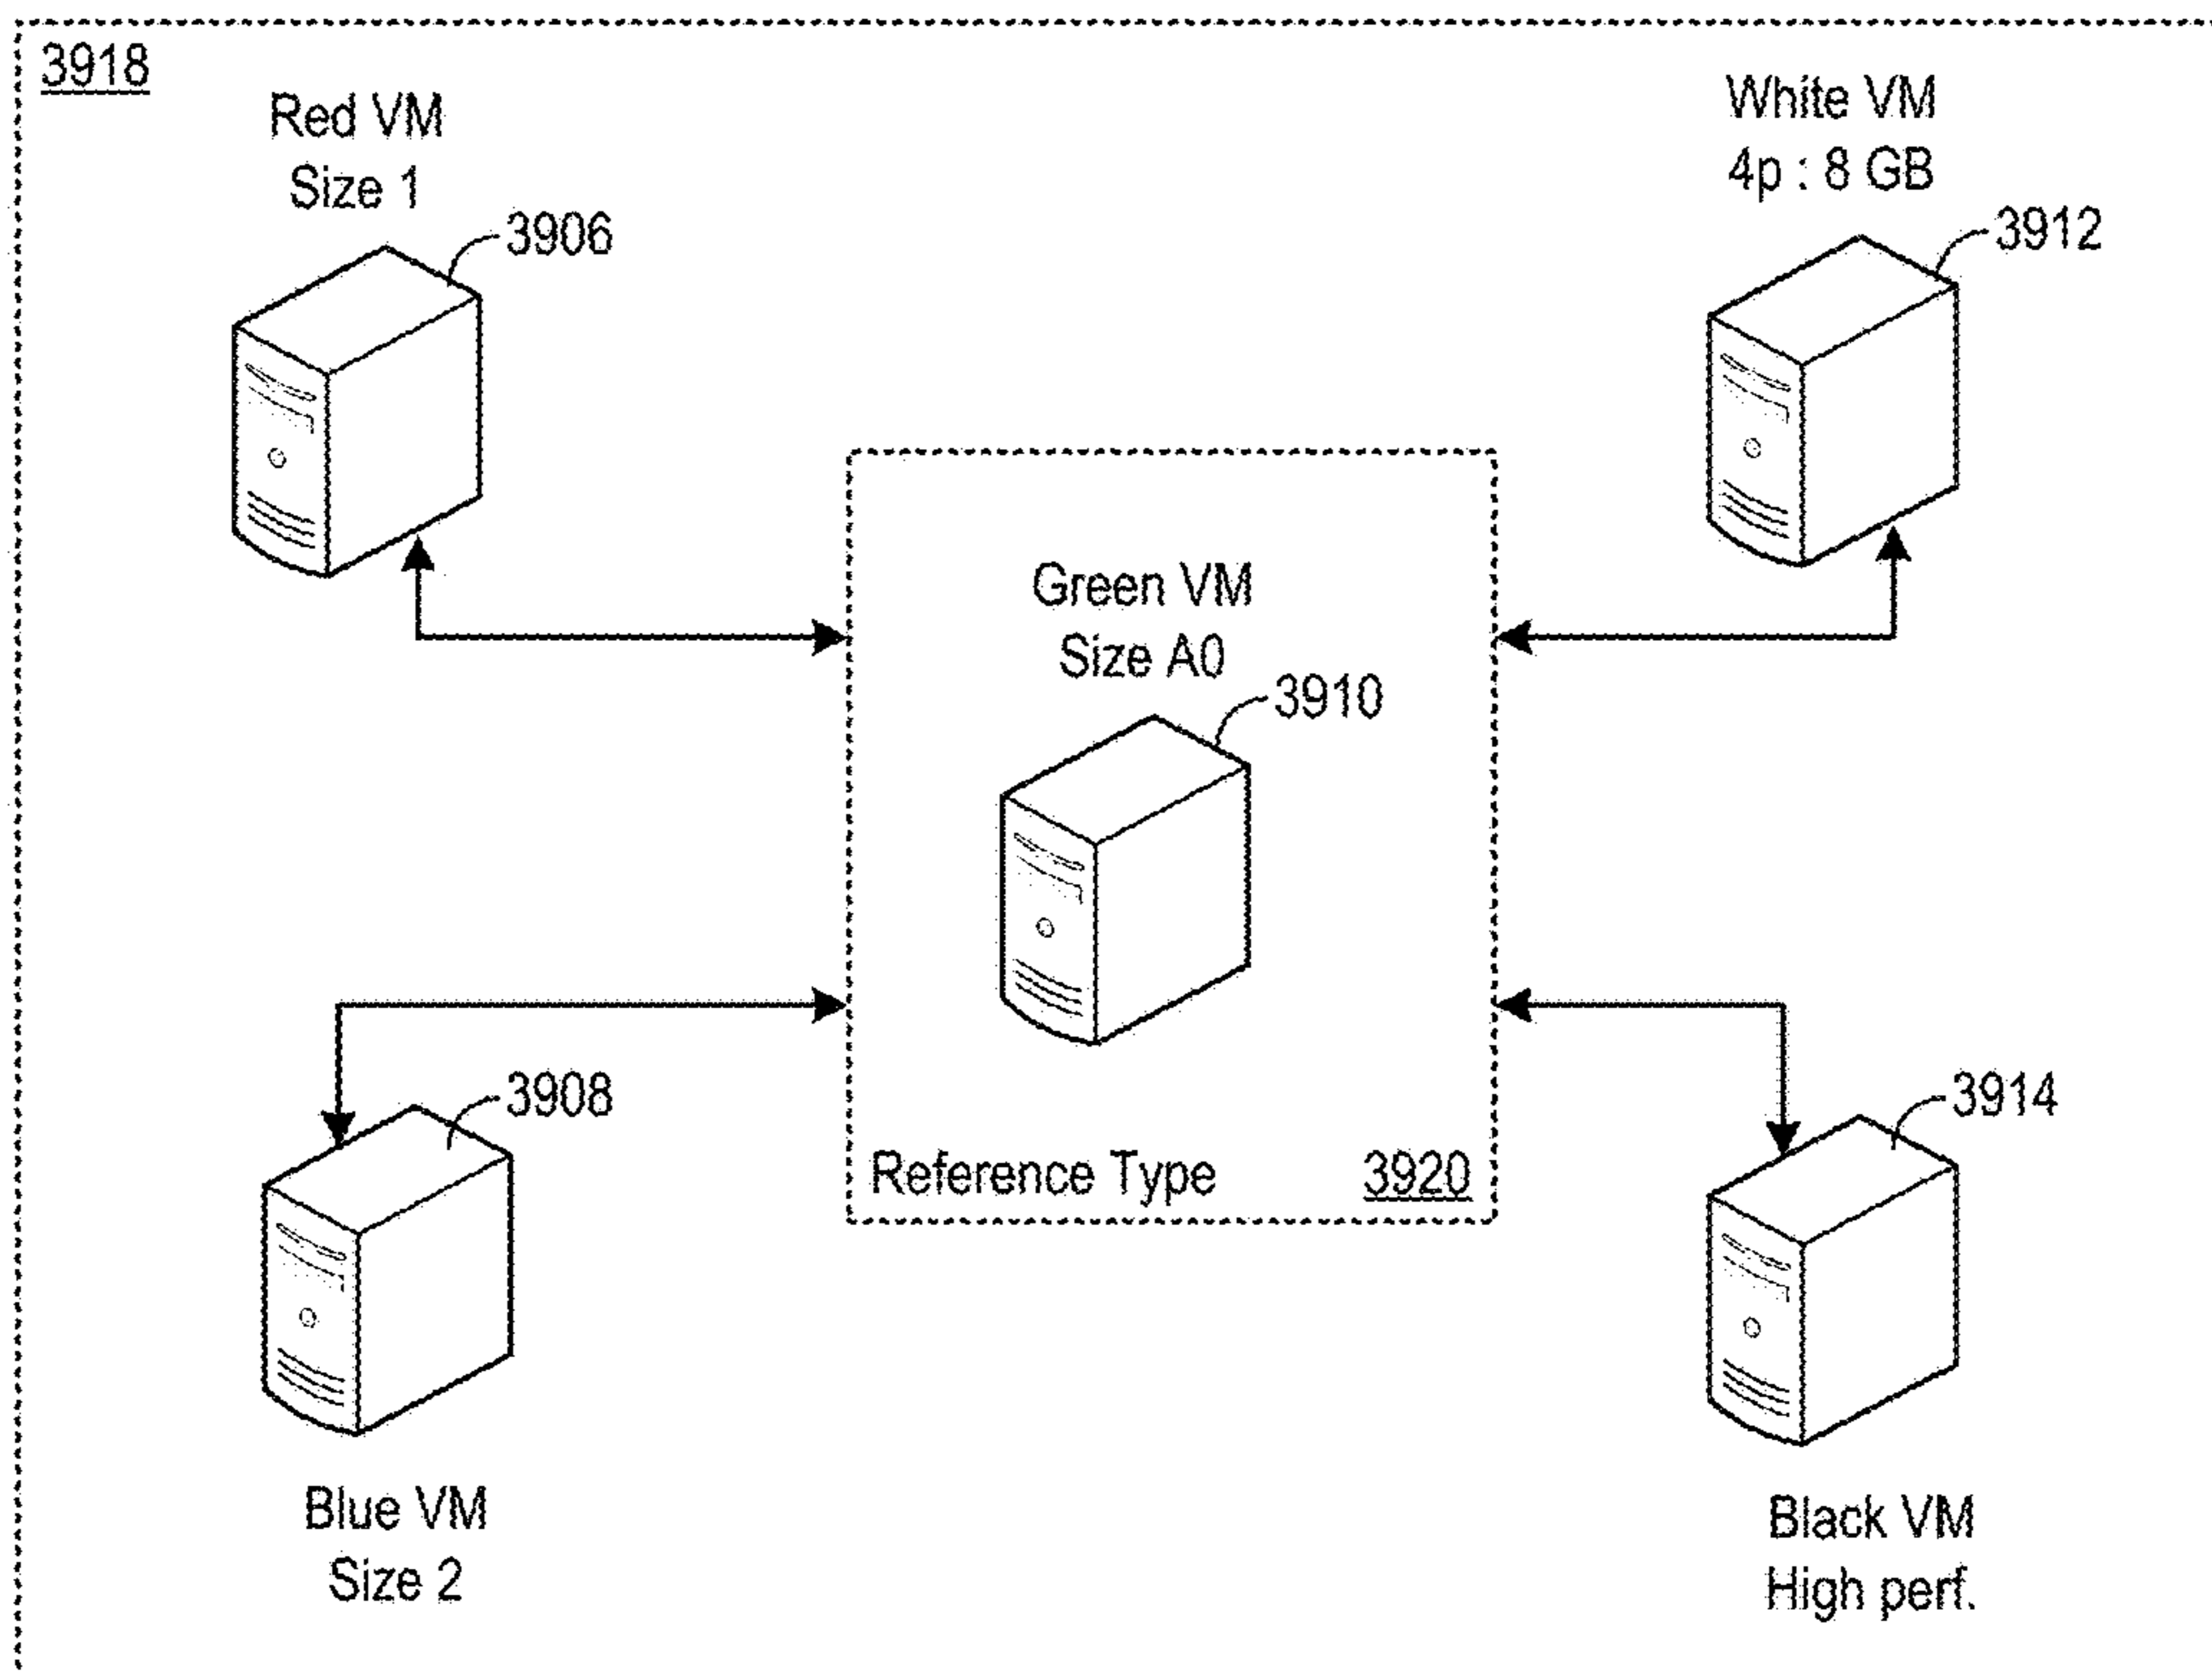 3918
Red VM
Size 1
3906
White VM
4p : 8 GB
3912
Green VM
Size A0
3910
Reference Type 3920
3908
Blue VM
Size 2
3914
Black VM
High perf.